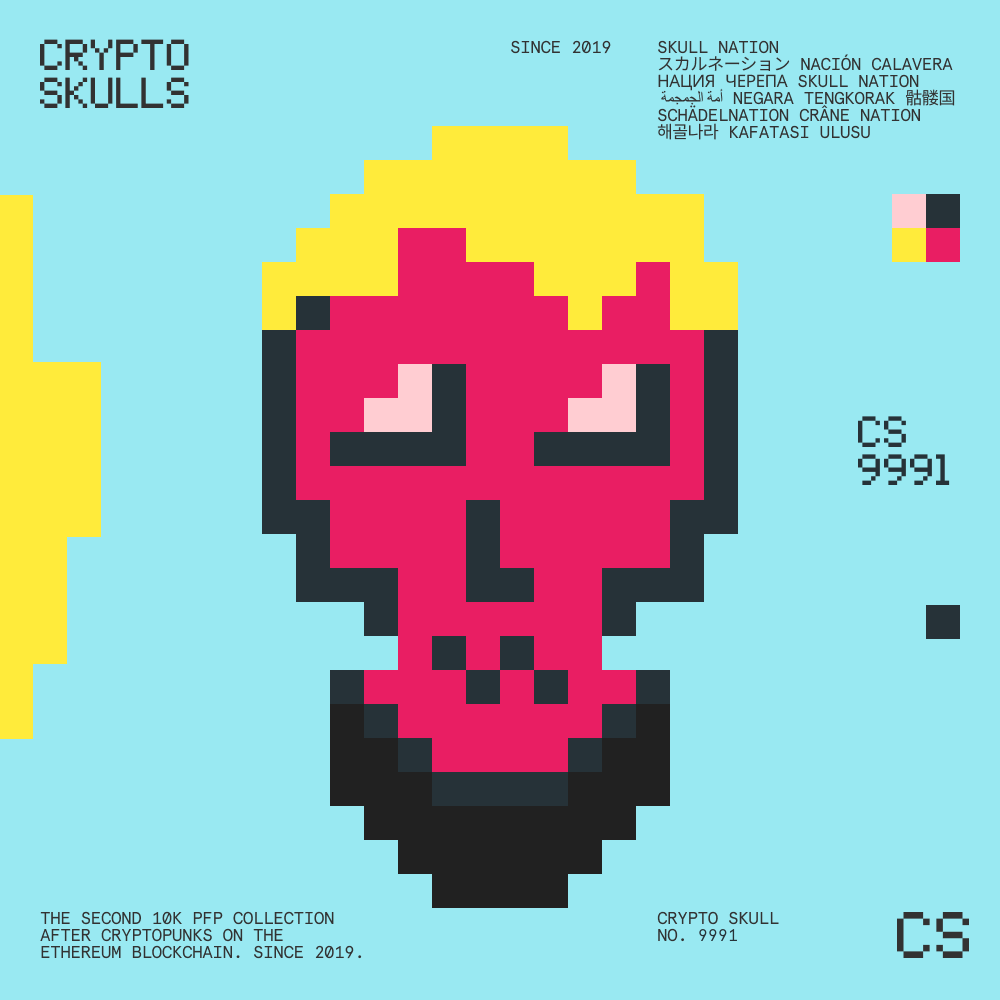 CRYPTO
SKULLS
SINCE 2019
SKULL NATION
スカルネーション NACIÓN CALAVERA
НАЦИЯ ЧЕРЕПА SKULL NATION
أمة الجمجمة NEGARA TENGKORAK 骷髅国
SCHÄDELNATION CRÂNE NATION
해골나라 KAFATASI ULUSU
CS
9991
THE SECOND 10K PFP COLLECTION
AFTER CRYPTOPUNKS ON THE
ETHEREUM BLOCKCHAIN. SINCE 2019.
CRYPTO SKULL
NO. 9991
CS